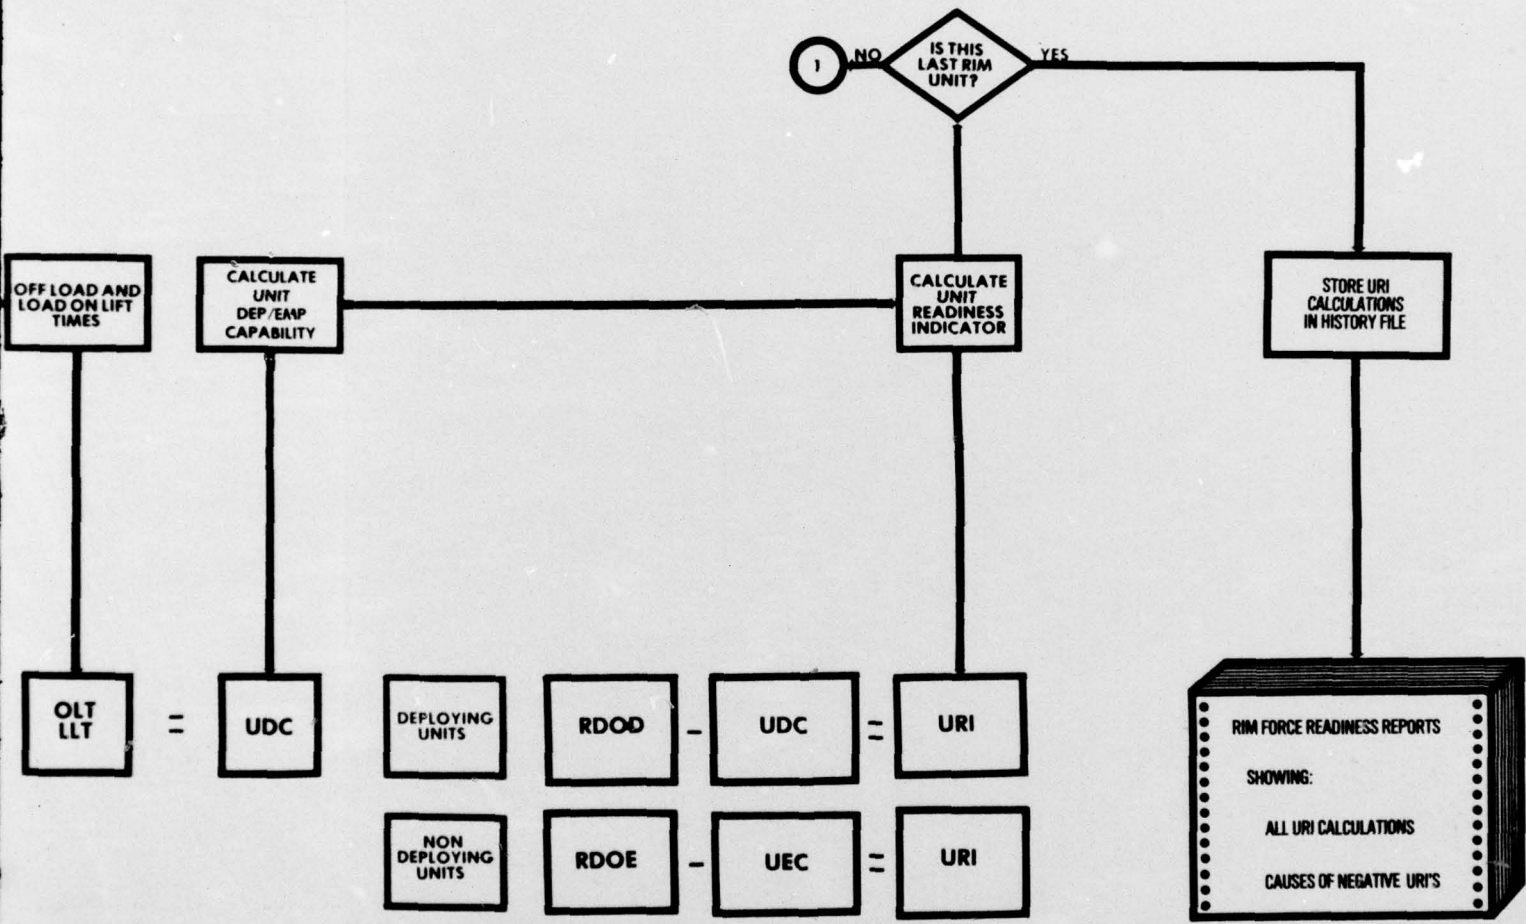 IS THIS
LAST RIM
UNIT?
1
NO
YES
OFF LOAD AND
LOAD ON LIFT
TIMES
CALCULATE
UNIT
DEP/EMP
CAPABILITY
CALCULATE
UNIT
READINESS
INDICATOR
STORE URI
CALCULATIONS
IN HISTORY FILE
OLT
LLT
=
UDC
DEPLOYING
UNITS
RDOD
-
UDC
=
URI
NON
DEPLOYING
UNITS
RDOE
-
UEC
=
URI
RIM FORCE READINESS REPORTS
SHOWING:
ALL URI CALCULATIONS
CAUSES OF NEGATIVE URI'S